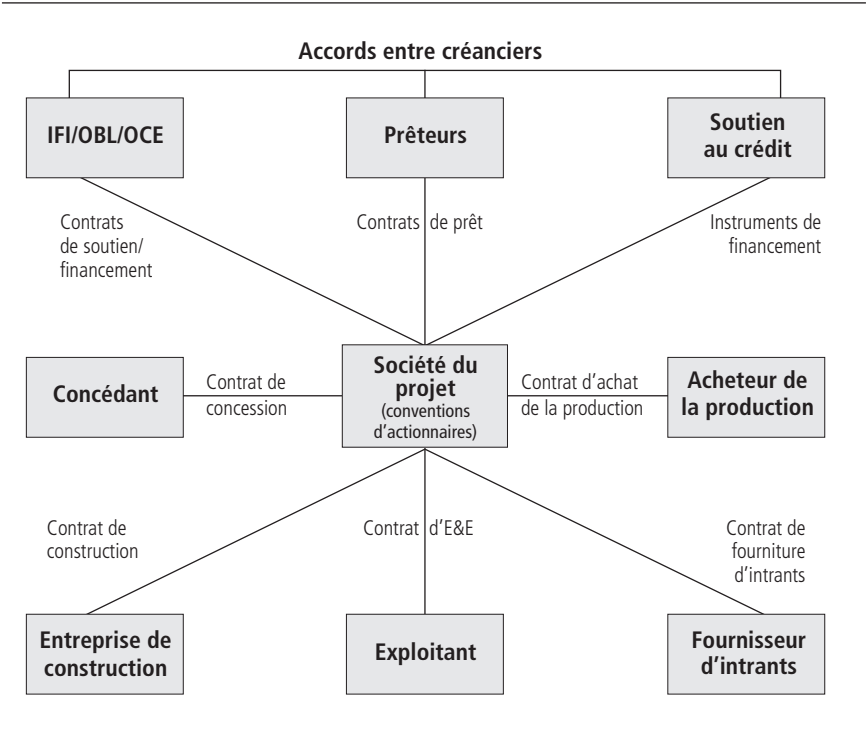 Accords entre créanciers
IFI/OBL/OCE
Prêteurs
Soutien
au crédit
Contrats
de soutien/
financement
Contrats de prêt
Instruments de
financement
Concédant
Contrat de
concession
Société du
projet
(conventions
d’actionnaires)
Contrat d’achat
de la production
Acheteur de
la production
Contrat de
construction
Contrat d’E&E
Contrat de
fourniture
d’intrants
Entreprise de
construction
Exploitant
Fournisseur
d’intrants